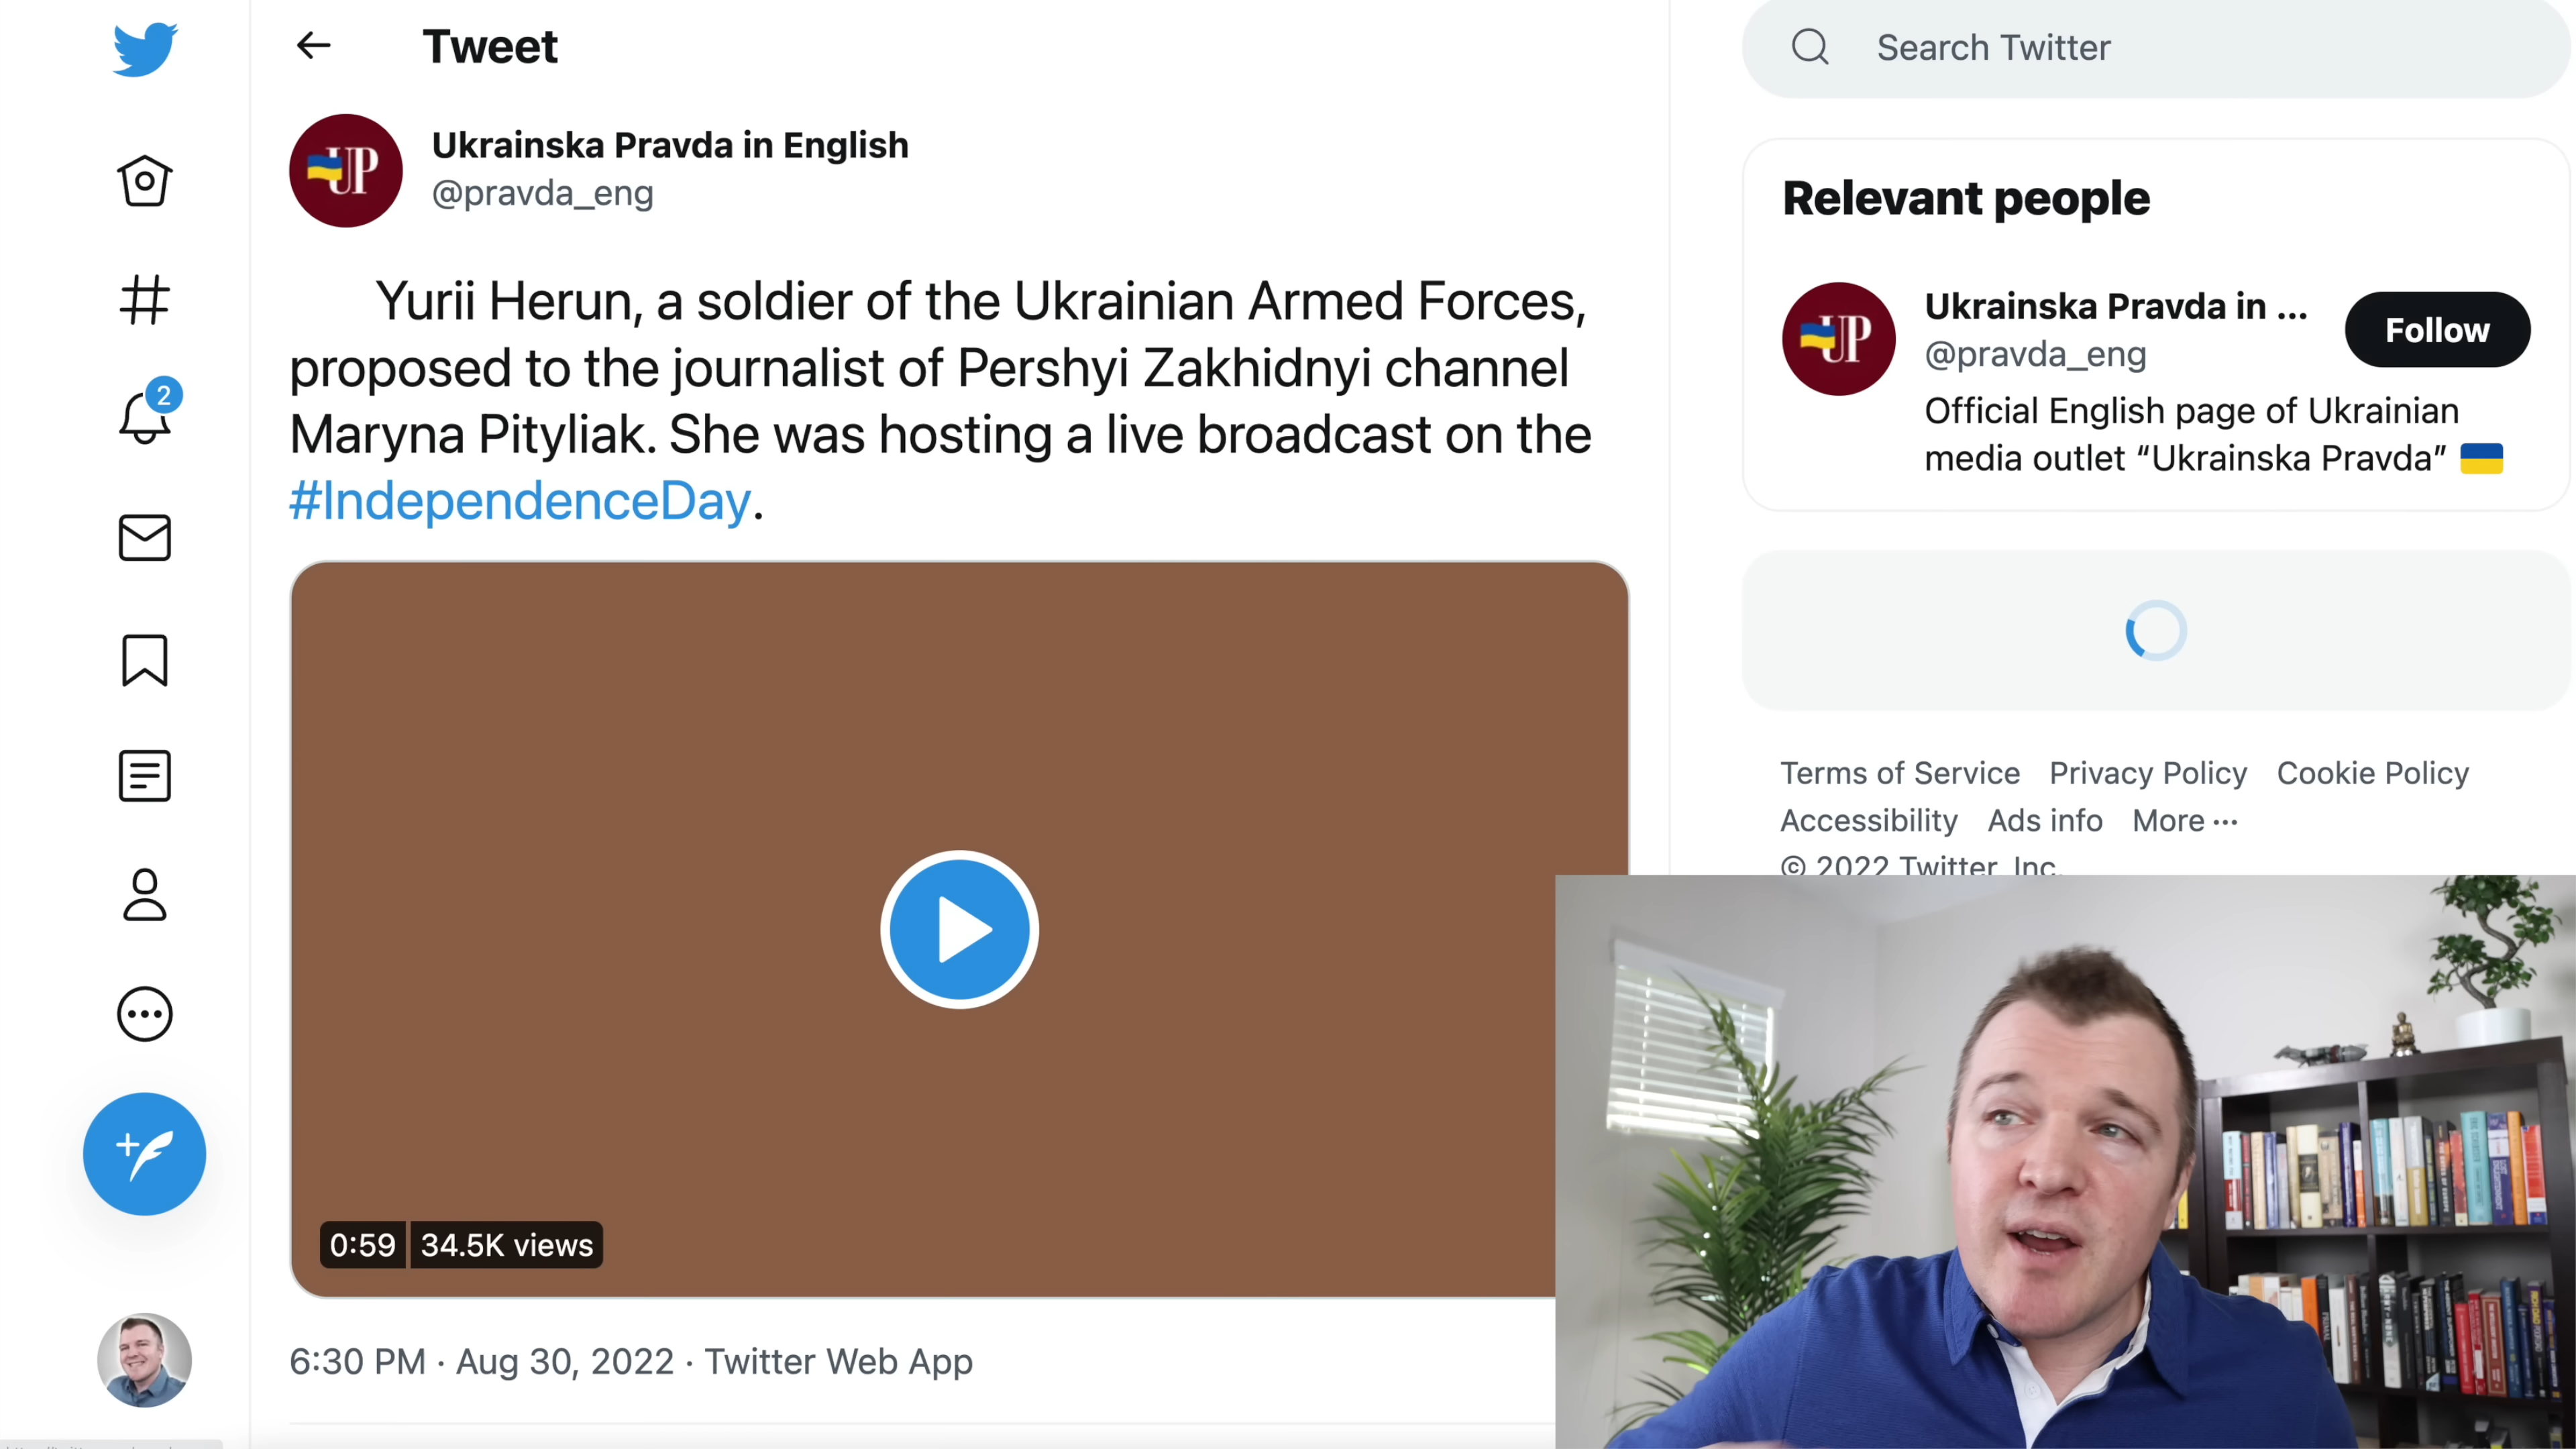 Tweet
Search Twitter
UP
Ukrainska Pravda in English
@pravda_eng
Yurii Herun, a soldier of the Ukrainian Armed Forces,
proposed to the journalist of Pershyi Zakhidnyi channel
Maryna Pityliak. She was hosting a live broadcast on the
#IndependenceDay.
2
0:59
34.5K views
6:30 PM · Aug 30, 2022 · Twitter Web App
Relevant people
UP
Ukrainska Pravda in ...
Follow
@pravda_eng
Official English page of Ukrainian
media outlet “Ukrainska Pravda”
Terms of Service Privacy Policy Cookie Policy
Accessibility Ads info More ···
© 2022 Twitter, Inc.